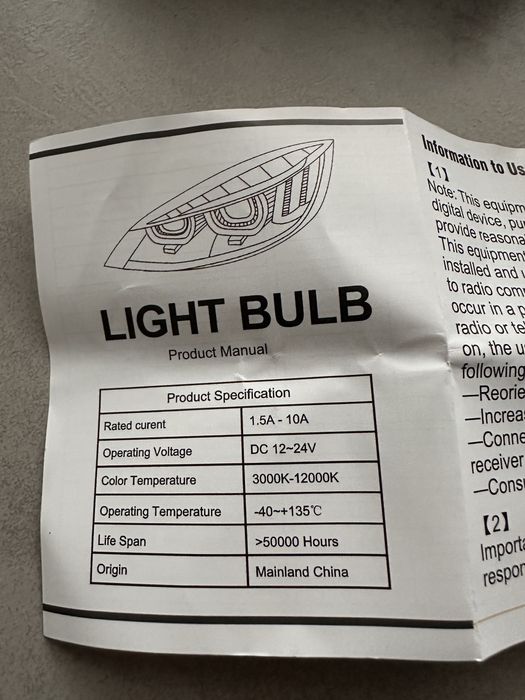 LIGHT BULB
Product Manual
Product Specification
Rated curent 1.5A - 10A
Operating Voltage DC 12~24V
Color Temperature 3000K-12000K
Operating Temperature -40~+135℃
Life Span >50000 Hours
Origin Mainland China
Information to Us
【1】
Note: This equipm
digital device, pu
provide reasona
This equipment
installed and
to radio com
occur in a
radio or te
on, the u
following
—Reorie
—Increa
—Conne
receiver
—Cons
【2】
Importa
respon